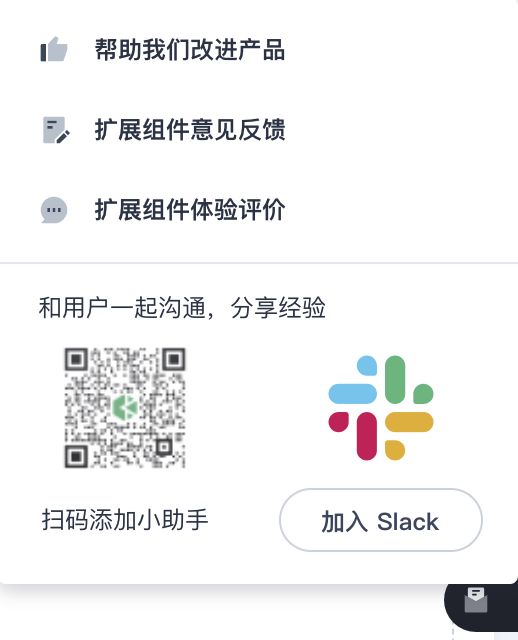 帮助我们改进产品
扩展组件意见反馈
扩展组件体验评价
和用户一起沟通，分享经验
扫码添加小助手
加入 Slack